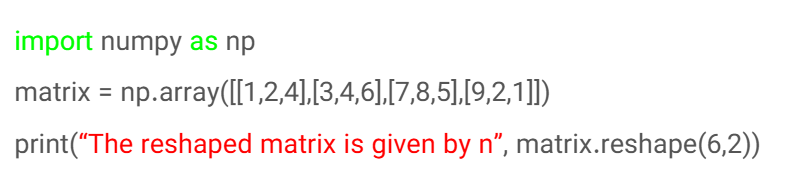 import numpy as np
matrix = np.array([[1,2,4],[3,4,6],[7,8,5],[9,2,1]])
print(“The reshaped matrix is given by n”, matrix.reshape(6,2))